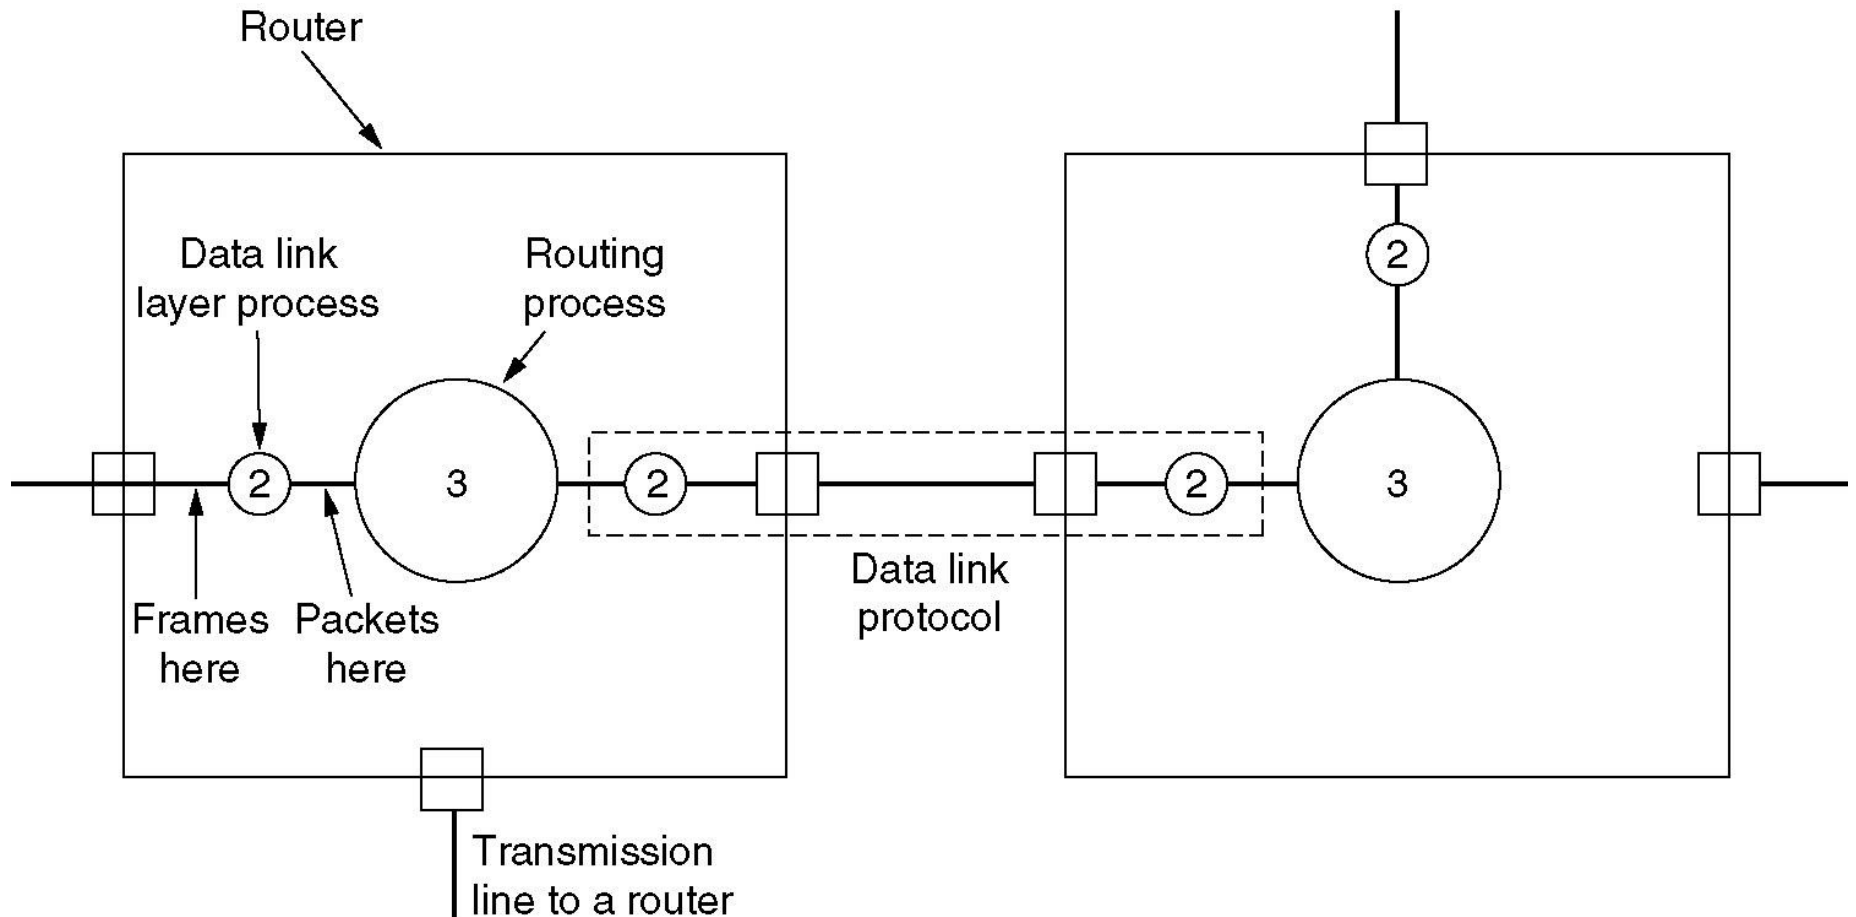 Router
Data link
layer process
Routing
process
2
3
2
2
3
2
Frames
here
Packets
here
Data link
protocol
Transmission
line to a router